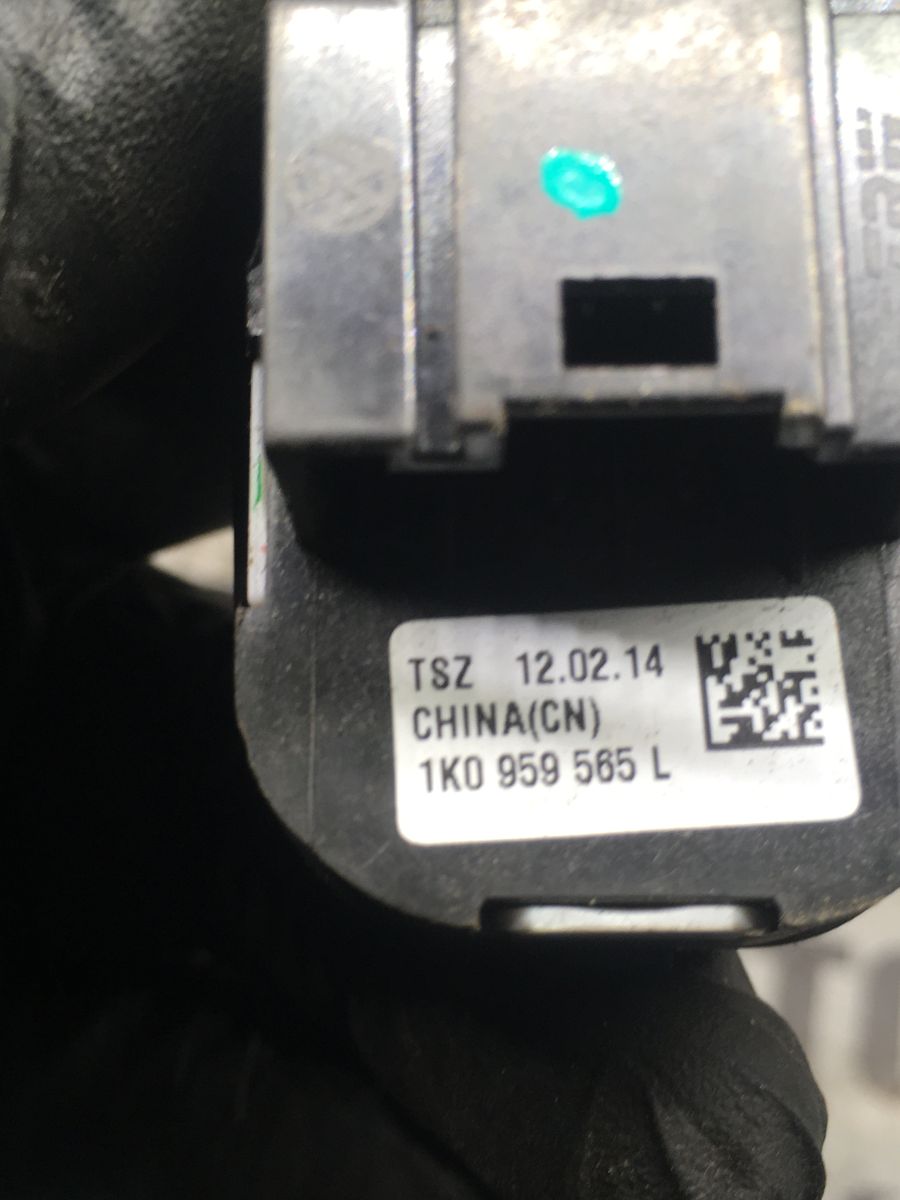 TSZ 12.02.14
CHINA(CN)
1K0 959 565 L